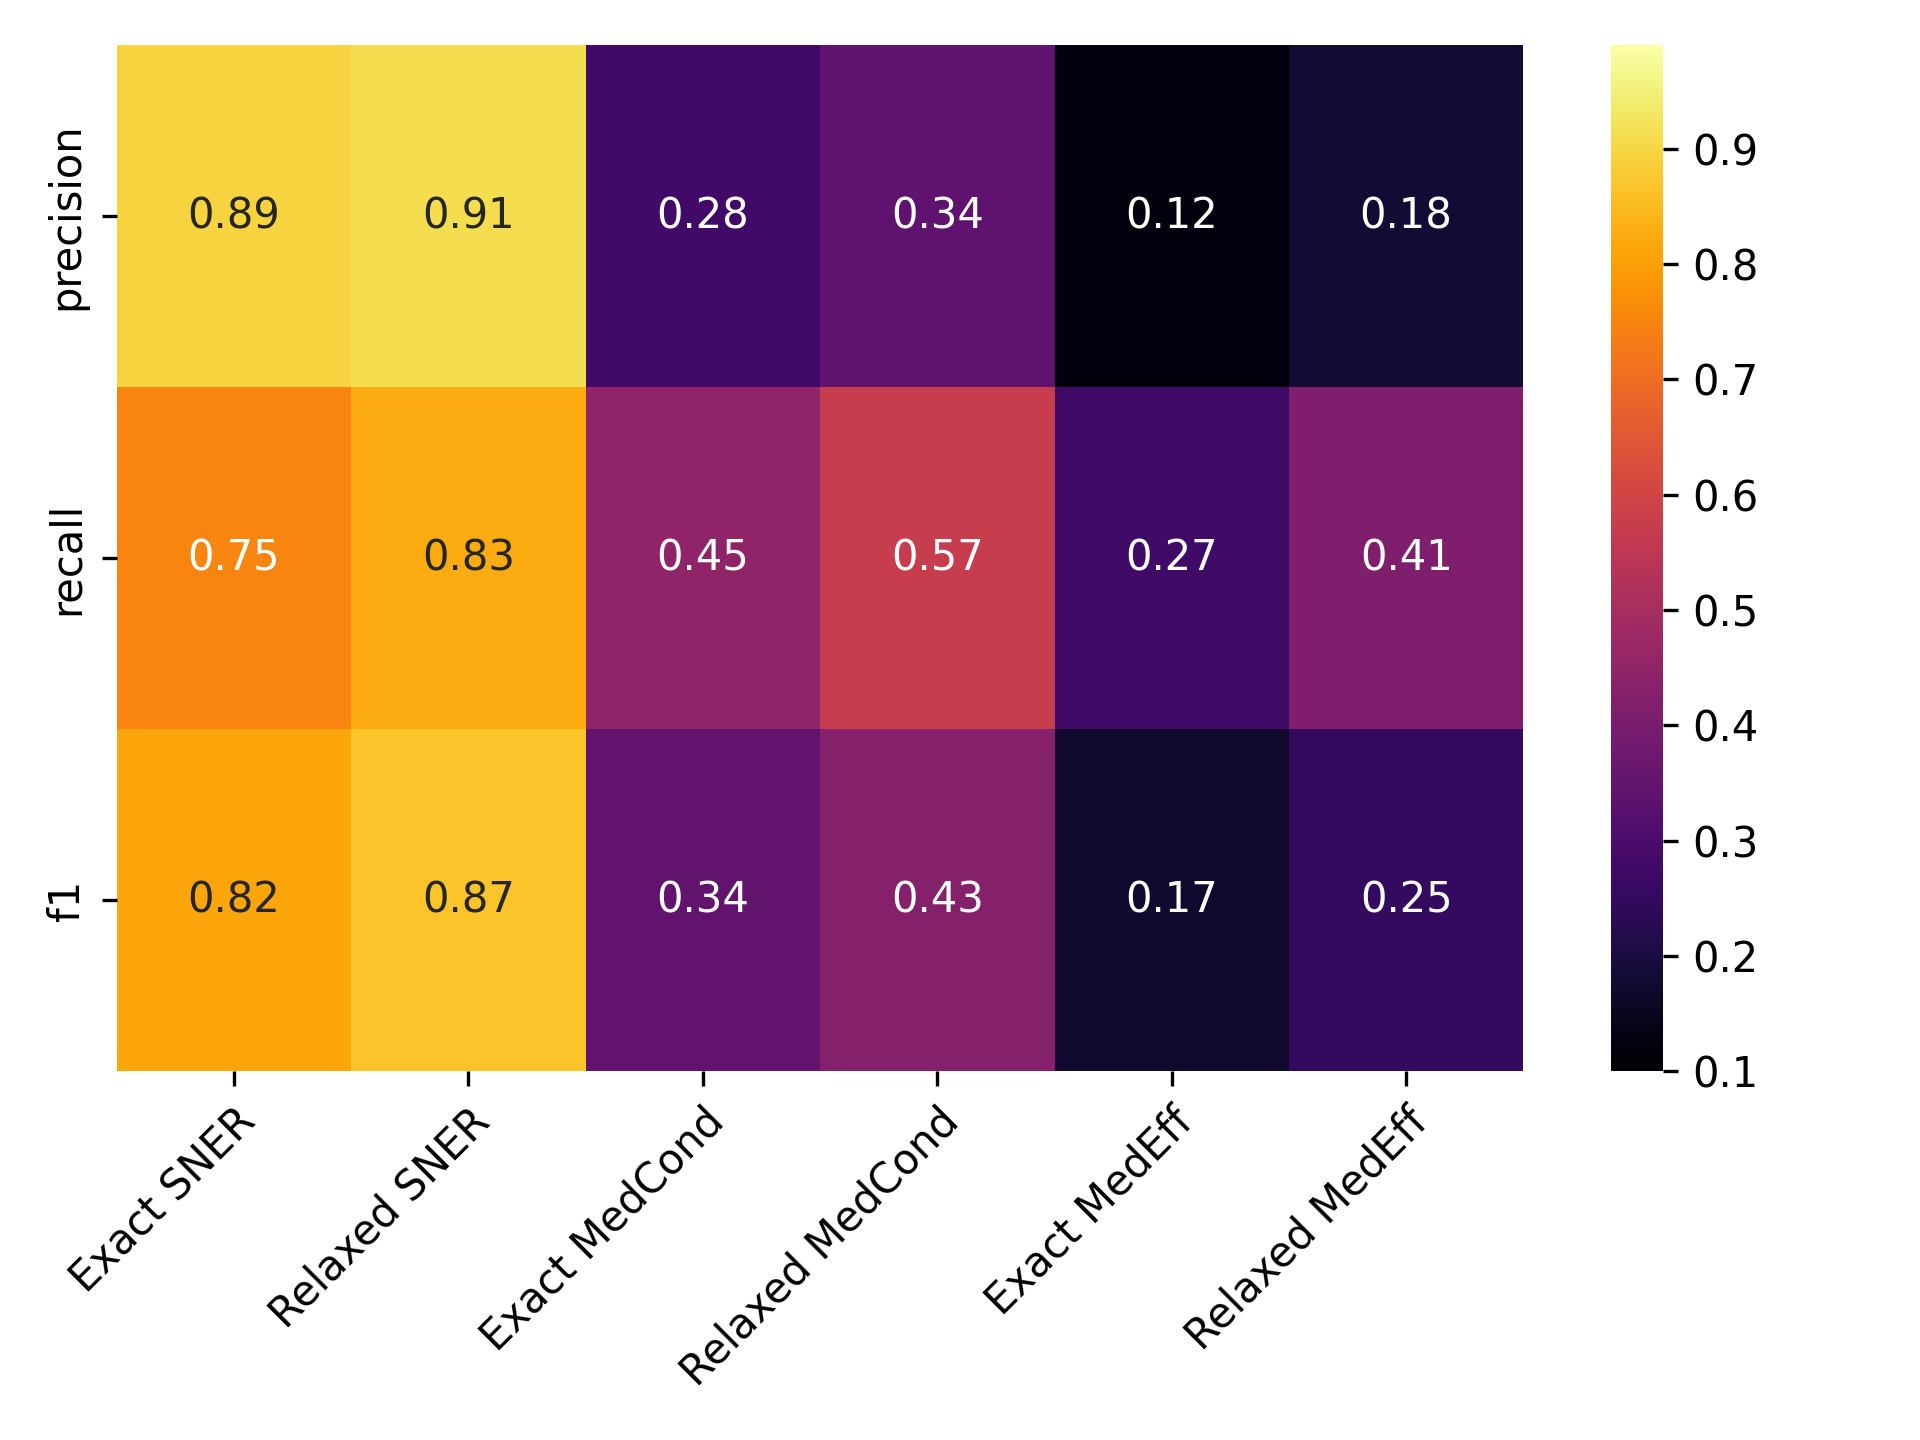 precision
0.89 0.91 0.28 0.34 0.12 0.18
recall
0.75 0.83 0.45 0.57 0.27 0.41
f1
0.82 0.87 0.34 0.43 0.17 0.25
Exact SNER
Relaxed SNER
Exact MedCond
Relaxed MedCond
Exact MedEff
Relaxed MedEff
0.9
0.8
0.7
0.6
0.5
0.4
0.3
0.2
0.1